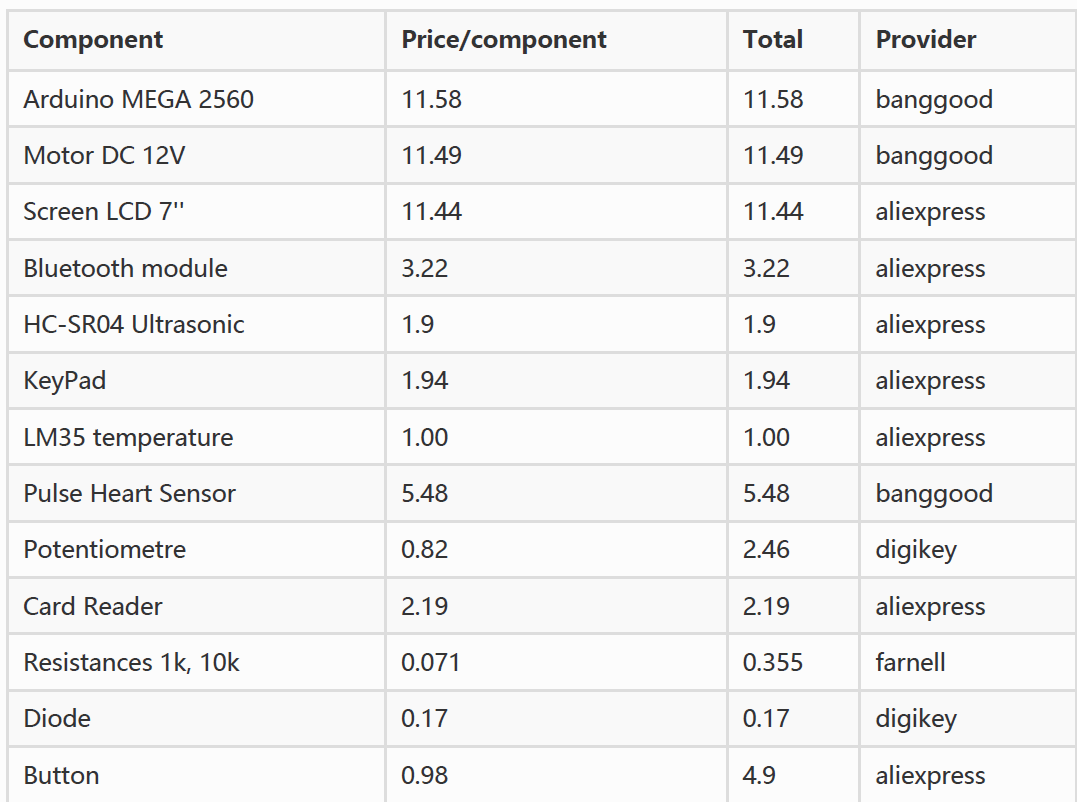 Component Price/component Total Provider
Arduino MEGA 2560 11.58 11.58 banggood
Motor DC 12V 11.49 11.49 banggood
Screen LCD 7'' 11.44 11.44 aliexpress
Bluetooth module 3.22 3.22 aliexpress
HC-SR04 Ultrasonic 1.9 1.9 aliexpress
KeyPad 1.94 1.94 aliexpress
LM35 temperature 1.00 1.00 aliexpress
Pulse Heart Sensor 5.48 5.48 banggood
Potentiometre 0.82 2.46 digikey
Card Reader 2.19 2.19 aliexpress
Resistances 1k, 10k 0.071 0.355 farnell
Diode 0.17 0.17 digikey
Button 0.98 4.9 aliexpress